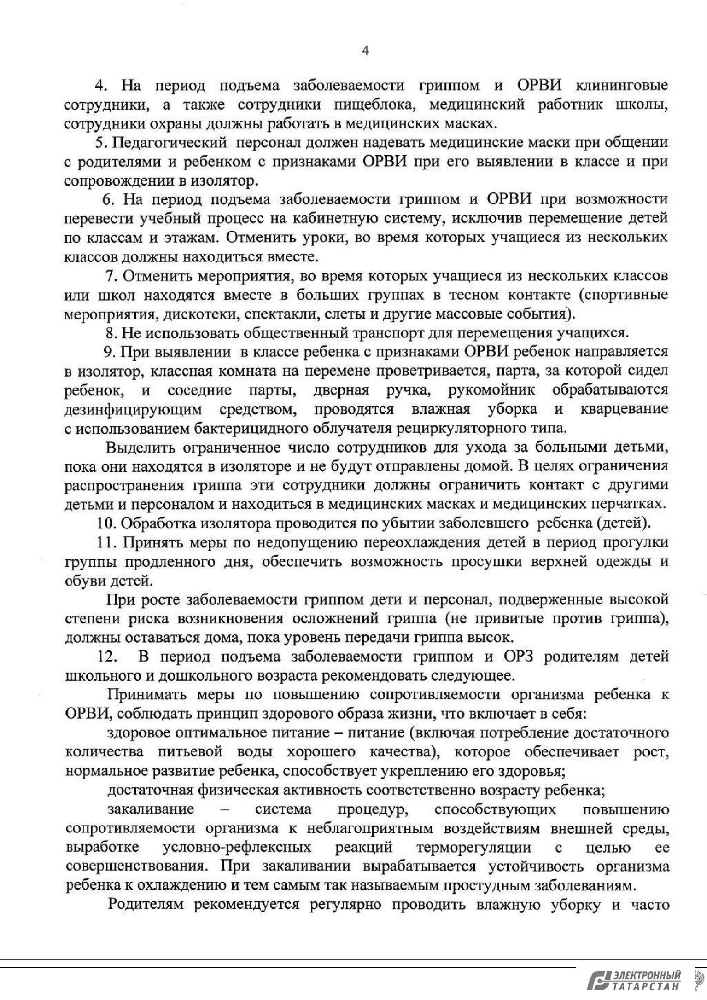 4
4. На период подъема заболеваемости гриппом и ОРВИ клининговые
сотрудники, а также сотрудники пищеблока, медицинский работник школы,
сотрудники охраны должны работать в медицинских масках.
5. Педагогический персонал должен надевать медицинские маски при общении
с родителями и ребенком с признаками ОРВИ при его выявлении в классе и при
сопровождении в изолятор.
6. На период подъема заболеваемости гриппом и ОРВИ при возможности
перевести учебный процесс на кабинетную систему, исключив перемещение детей
по классам и этажам. Отменить уроки, во время которых учащиеся из нескольких
классов должны находиться вместе.
7. Отменить мероприятия, во время которых учащиеся из нескольких классов
или школ находятся вместе в больших группах в тесном контакте (спортивные
мероприятия, дискотеки, спектакли, слеты и другие массовые события).
8. Не использовать общественный транспорт для перемещения учащихся.
9. При выявлении в классе ребенка с признаками ОРВИ ребенок направляется
в изолятор, классная комната на перемене проветривается, парта, за которой сидел
ребенок, и соседние парты, дверная ручка, рукомойник обрабатываются
дезинфицирующим средством, проводятся влажная уборка и кварцевание
с использованием бактерицидного облучателя рециркуляторного типа.
Выделить ограниченное число сотрудников для ухода за больными детьми,
пока они находятся в изоляторе и не будут отправлены домой. В целях ограничения
распространения гриппа эти сотрудники должны ограничить контакт с другими
детьми и персоналом и находиться в медицинских масках и медицинских перчатках.
10. Обработка изолятора проводится по убытии заболевшего ребенка (детей).
11. Принять меры по недопущению переохлаждения детей в период прогулки
группы продленного дня, обеспечить возможность просушки верхней одежды и
обуви детей.
При росте заболеваемости гриппом дети и персонал, подверженные высокой
степени риска возникновения осложнений гриппа (не привитые против гриппа),
должны оставаться дома, пока уровень передачи гриппа высок.
12. В период подъема заболеваемости гриппом и ОРЗ родителям детей
школьного и дошкольного возраста рекомендовать следующее.
Принимать меры по повышению сопротивляемости организма ребенка к
ОРВИ, соблюдать принцип здорового образа жизни, что включает в себя:
здоровое оптимальное питание – питание (включая потребление достаточного
количества питьевой воды хорошего качества), которое обеспечивает рост,
нормальное развитие ребенка, способствует укреплению его здоровья;
достаточная физическая активность соответственно возрасту ребенка;
закаливание – система процедур, способствующих повышению
сопротивляемости организма к неблагоприятным воздействиям внешней среды,
выработке условно-рефлексных реакций терморегуляции с целью ее
совершенствования. При закаливании вырабатывается устойчивость организма
ребенка к охлаждению и тем самым так называемым простудным заболеваниям.
Родителям рекомендуется регулярно проводить влажную уборку и часто
ЭЛЕКТРОННЫЙ
ТАТАРСТАН